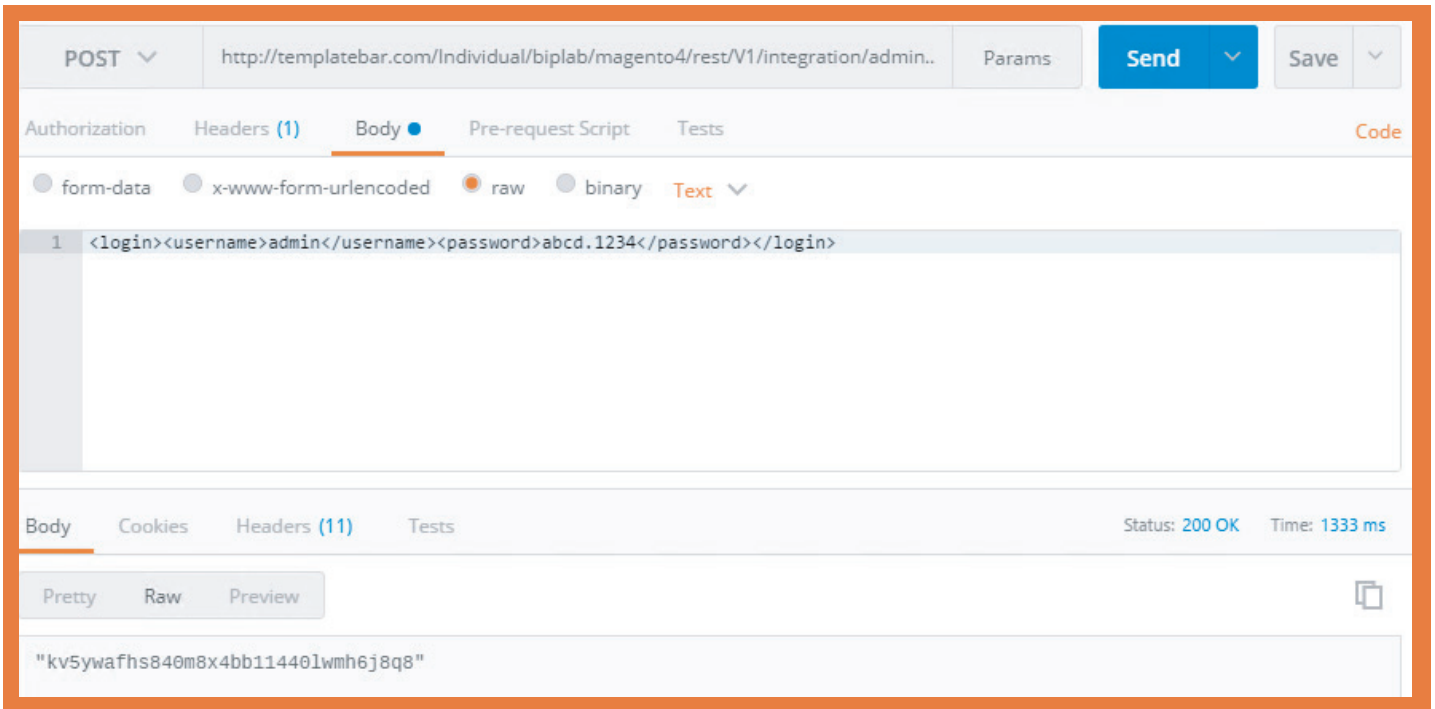 POST http://templatebar.com/Individual/biplab/magento4/rest/V1/integration/admin.. Params Send Save
Authorization Headers (1) Body Pre-request Script Tests Code
form-data x-www-form-urlencoded raw binary Text
1 <login><username>admin</username><password>abcd.1234</password></login>
Body Cookies Headers (11) Tests Status: 200 OK Time: 1333 ms
Pretty Raw Preview
"kv5ywafhs840m8x4bb11440lwmh6j8q8"